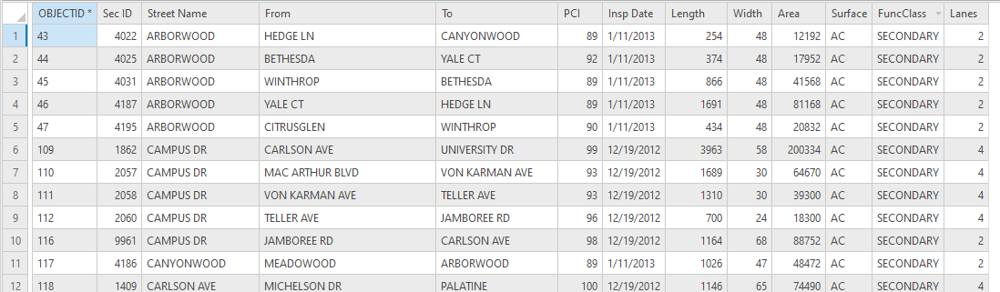 OBJECTID * Sec ID Street Name From To PCI Insp Date Length Width Area Surface FuncClass Lanes
1 43 4022 ARBORWOOD HEDGE LN CANYONWOOD 89 1/11/2013 254 48 12192 AC SECONDARY 2
2 44 4025 ARBORWOOD BETHESDA YALE CT 92 1/11/2013 374 48 17952 AC SECONDARY 2
3 45 4031 ARBORWOOD WINTHROP BETHESDA 89 1/11/2013 866 48 41568 AC SECONDARY 2
4 46 4187 ARBORWOOD YALE CT HEDGE LN 89 1/11/2013 1691 48 81168 AC SECONDARY 2
5 47 4195 ARBORWOOD CITRUSGLEN WINTHROP 90 1/11/2013 434 48 20832 AC SECONDARY 2
6 109 1862 CAMPUS DR CARLSON AVE UNIVERSITY DR 99 12/19/2012 3963 58 200334 AC SECONDARY 4
7 110 2057 CAMPUS DR MAC ARTHUR BLVD VON KARMAN AVE 93 12/19/2012 1689 30 64670 AC SECONDARY 4
8 111 2058 CAMPUS DR VON KARMAN AVE TELLER AVE 93 12/19/2012 1310 30 39300 AC SECONDARY 4
9 112 2060 CAMPUS DR TELLER AVE JAMBOREE RD 96 12/19/2012 700 24 18300 AC SECONDARY 4
10 116 9961 CAMPUS DR JAMBOREE RD CARLSON AVE 98 12/19/2012 1164 68 88752 AC SECONDARY 2
11 117 4186 CANYONWOOD MEADOWOOD ARBORWOOD 89 1/11/2013 1026 47 48472 AC SECONDARY 2
12 118 1409 CARLSON AVE MICHELSON DR PALATINE 100 12/19/2012 1146 65 74490 AC SECONDARY 4